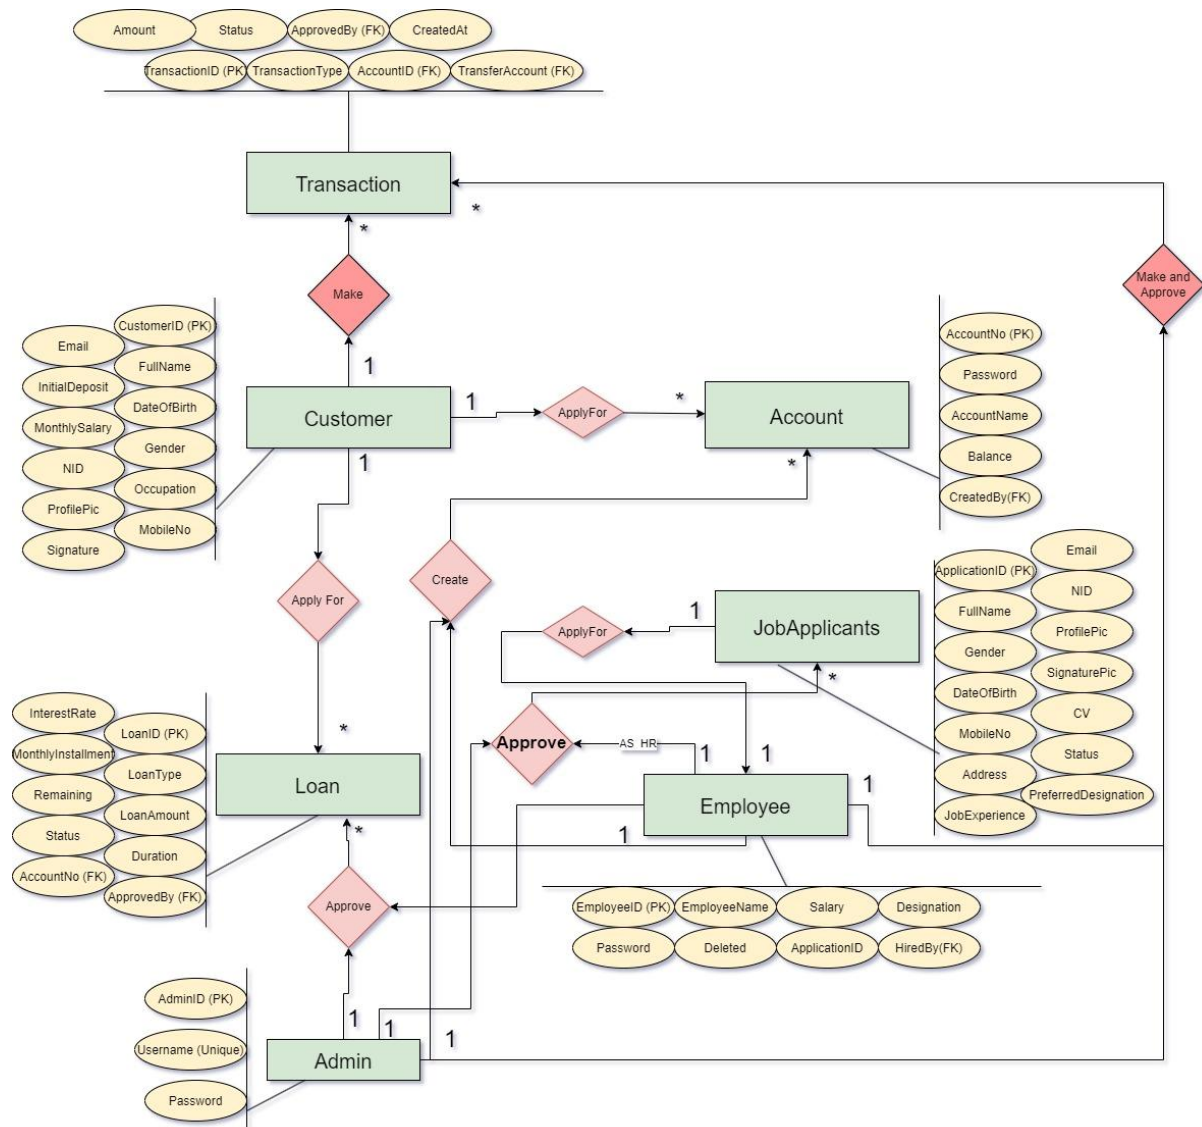 Amount Status ApprovedBy (FK) CreatedAt
TransactionID (PK) TransactionType AccountID (FK) TransferAccount (FK)
Transaction
*
*
Make
Make and
Approve
1
CustomerID (PK)
Email
FullName
InitialDeposit
DateOfBirth
MonthlySalary
Gender
NID
Occupation
ProfilePic
MobileNo
Signature
Customer
1
1
ApplyFor
*
Account
*
AccountNo (PK)
Password
AccountName
Balance
CreatedBy(FK)
Apply For
*
Create
ApplyFor
1
JobApplicants
*
ApplicationID (PK)
FullName
Gender
DateOfBirth
MobileNo
Address
JobExperience
Email
NID
ProfilePic
SignaturePic
CV
Status
PreferredDesignation
Approve
AS HR
1
1
1
1
Employee
EmployeeID (PK) EmployeeName Salary Designation
Password Deleted ApplicationID HiredBy(FK)
InterestRate
LoanID (PK)
MonthlyInstallment
LoanType
Remaining
LoanAmount
Status
Duration
AccountNo (FK)
ApprovedBy (FK)
Loan
*
Approve
1
1
1
Admin
AdminID (PK)
Username (Unique)
Password